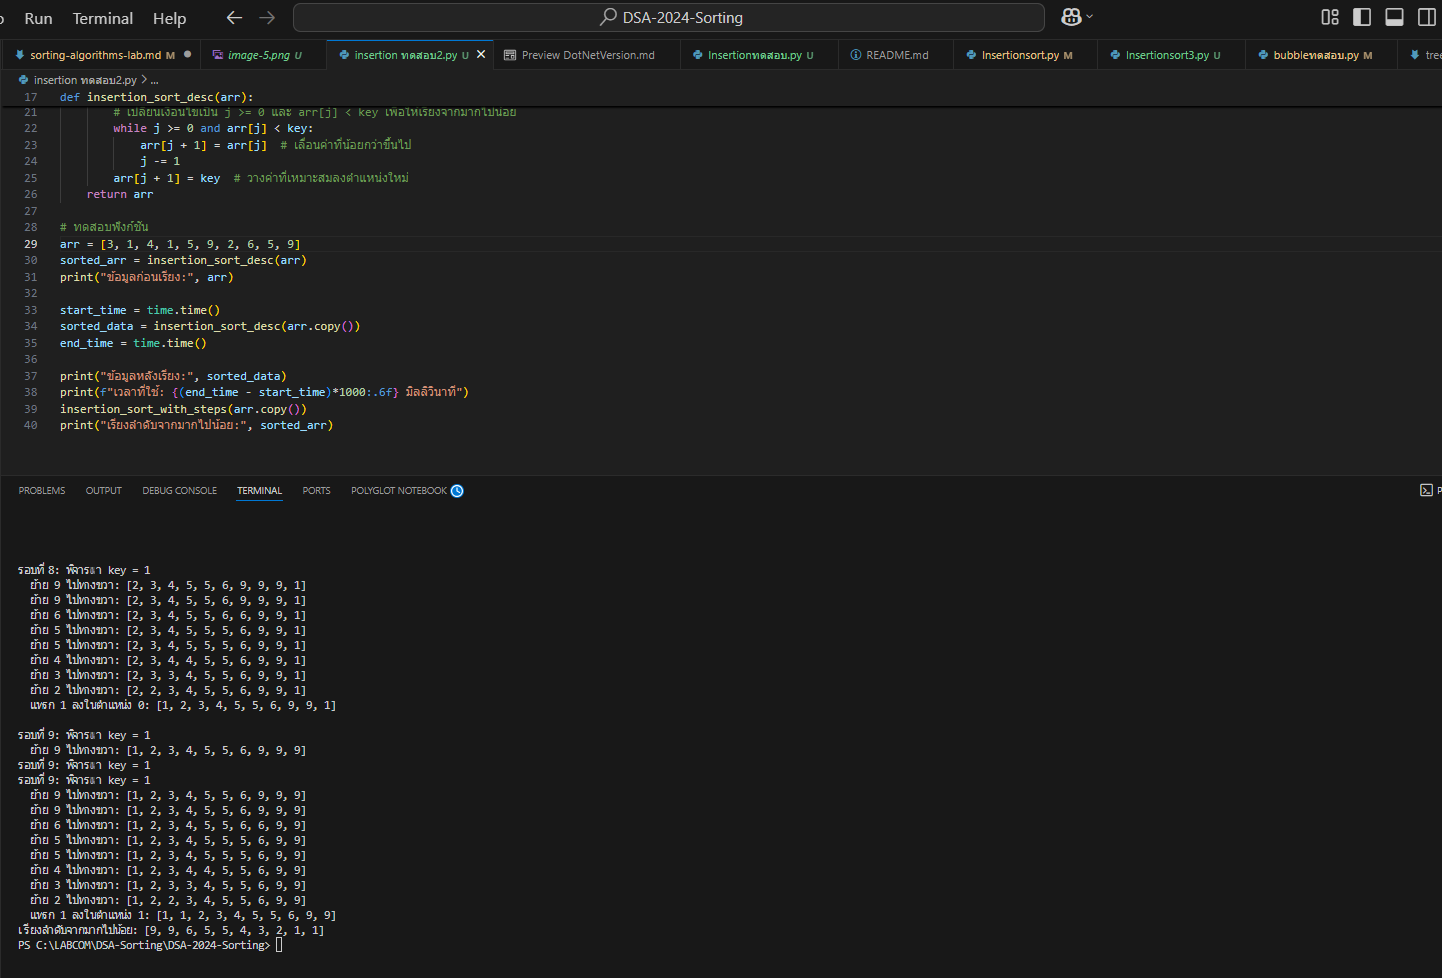 Run Terminal Help DSA-2024-Sorting
sorting-algorithms-lab.md M image-5.png U insertion ทดสอบ2.py U Preview DotNetVersion.md Insertionทดสอบ.py U README.md Insertionsort.py M Insertionsort3.py U bubbleทดสอบ.py M tree
insertion ทดสอบ2.py > ...
17 def insertion_sort_desc(arr):
21 # เปลี่ยนเงื่อนไขเป็น j >= 0 และ arr[j] < key เพื่อให้เรียงจากมากไปน้อย
22 while j >= 0 and arr[j] < key:
23 arr[j + 1] = arr[j] # เลื่อนค่าที่น้อยกว่าขึ้นไป
24 j -= 1
25 arr[j + 1] = key # วางค่าที่เหมาะสมลงตำแหน่งใหม่
26 return arr
27
28 # ทดสอบฟังก์ชัน
29 arr = [3, 1, 4, 1, 5, 9, 2, 6, 5, 9]
30 sorted_arr = insertion_sort_desc(arr)
31 print("ข้อมูลก่อนเรียง:", arr)
32
33 start_time = time.time()
34 sorted_data = insertion_sort_desc(arr.copy())
35 end_time = time.time()
36
37 print("ข้อมูลหลังเรียง:", sorted_data)
38 print(f"เวลาที่ใช้: {(end_time - start_time)*1000:.6f} มิลลิวินาที")
39 insertion_sort_with_steps(arr.copy())
40 print("เรียงลำดับจากมากไปน้อย:", sorted_arr)
PROBLEMS OUTPUT DEBUG CONSOLE TERMINAL PORTS POLYGLOT NOTEBOOK
รอบที่ 8: พิจารณา key = 1
ย้าย 9 ไปทางขวา: [2, 3, 4, 5, 5, 6, 9, 9, 9, 1]
ย้าย 9 ไปทางขวา: [2, 3, 4, 5, 5, 6, 9, 9, 9, 1]
ย้าย 6 ไปทางขวา: [2, 3, 4, 5, 5, 6, 6, 9, 9, 1]
ย้าย 5 ไปทางขวา: [2, 3, 4, 5, 5, 5, 6, 9, 9, 1]
ย้าย 5 ไปทางขวา: [2, 3, 4, 5, 5, 5, 6, 9, 9, 1]
ย้าย 4 ไปทางขวา: [2, 3, 4, 4, 5, 5, 6, 9, 9, 1]
ย้าย 3 ไปทางขวา: [2, 3, 3, 4, 5, 5, 6, 9, 9, 1]
ย้าย 2 ไปทางขวา: [2, 2, 3, 4, 5, 5, 6, 9, 9, 1]
แทรก 1 ลงในตำแหน่ง 0: [1, 2, 3, 4, 5, 5, 6, 9, 9, 1]
รอบที่ 9: พิจารณา key = 1
ย้าย 9 ไปทางขวา: [1, 2, 3, 4, 5, 5, 6, 9, 9, 9]
รอบที่ 9: พิจารณา key = 1
รอบที่ 9: พิจารณา key = 1
ย้าย 9 ไปทางขวา: [1, 2, 3, 4, 5, 5, 6, 9, 9, 9]
ย้าย 9 ไปทางขวา: [1, 2, 3, 4, 5, 5, 6, 9, 9, 9]
ย้าย 6 ไปทางขวา: [1, 2, 3, 4, 5, 5, 6, 6, 9, 9]
ย้าย 5 ไปทางขวา: [1, 2, 3, 4, 5, 5, 5, 6, 9, 9]
ย้าย 5 ไปทางขวา: [1, 2, 3, 4, 5, 5, 5, 6, 9, 9]
ย้าย 4 ไปทางขวา: [1, 2, 3, 4, 4, 5, 5, 6, 9, 9]
ย้าย 3 ไปทางขวา: [1, 2, 3, 3, 4, 5, 5, 6, 9, 9]
ย้าย 2 ไปทางขวา: [1, 2, 2, 3, 4, 5, 5, 6, 9, 9]
แทรก 1 ลงในตำแหน่ง 1: [1, 1, 2, 3, 4, 5, 5, 6, 9, 9]
เรียงลำดับจากมากไปน้อย: [9, 9, 6, 5, 5, 4, 3, 2, 1, 1]
PS C:\LABCOM\DSA-Sorting\DSA-2024-Sorting>